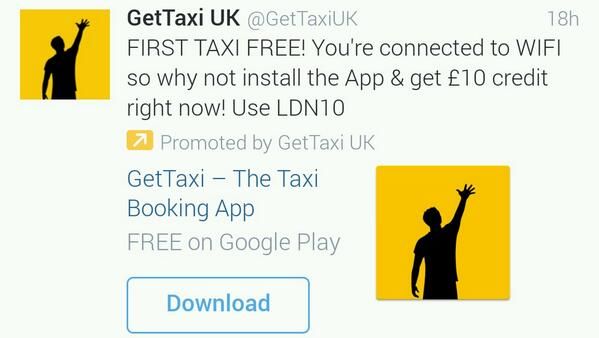 GetTaxi UK @GetTaxiUK 18h
FIRST TAXI FREE! You're connected to WIFI
so why not install the App & get £10 credit
right now! Use LDN10
Promoted by GetTaxi UK
GetTaxi – The Taxi
Booking App
FREE on Google Play
Download